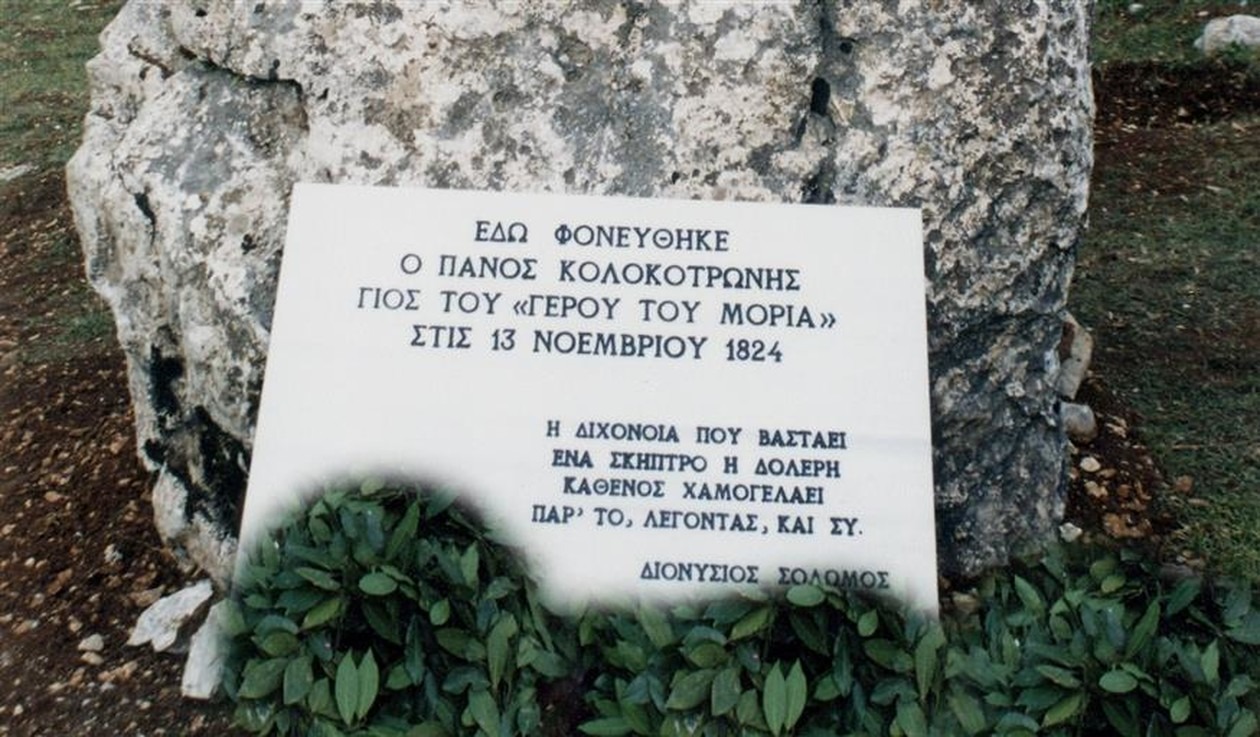 ΕΔΩ ΦΟΝΕΥΘΗΚΕ
Ο ΠΑΝΟΣ ΚΟΛΟΚΟΤΡΩΝΗΣ
ΓΙΟΣ ΤΟΥ «ΓΕΡΟΥ ΤΟΥ ΜΟΡΙΑ»
ΣΤΙΣ 13 ΝΟΕΜΒΡΙΟΥ 1824
Η ΔΙΧΟΝΟΙΑ ΠΟΥ ΒΑΣΤΑΕΙ
ΕΝΑ ΣΚΗΠΤΡΟ Η ΔΟΛΕΡΗ
ΚΑΘΕΝΟΣ ΧΑΜΟΓΕΛΑΕΙ
ΠΑΡ' ΤΟ, ΛΕΓΟΝΤΑΣ, ΚΑΙ ΣΥ.
ΔΙΟΝΥΣΙΟΣ ΣΟΛΩΜΟΣ